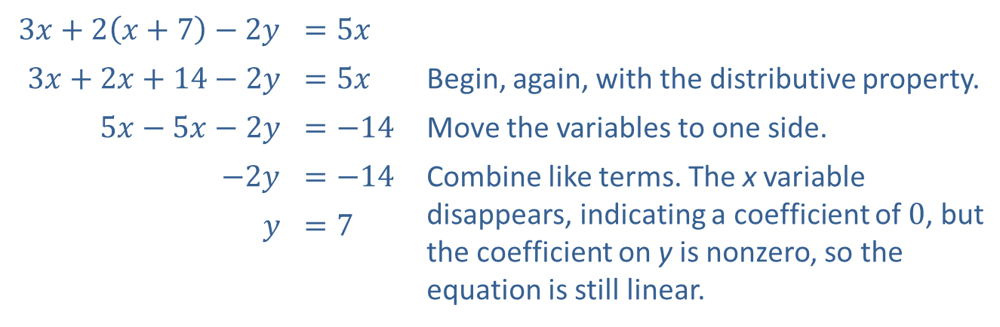 3x + 2(x + 7) − 2y = 5x
3x + 2x + 14 − 2y = 5x Begin, again, with the distributive property.
5x − 5x − 2y = −14 Move the variables to one side.
−2y = −14 Combine like terms. The x variable
y = 7 disappears, indicating a coefficient of 0, but
the coefficient on y is nonzero, so the
equation is still linear.